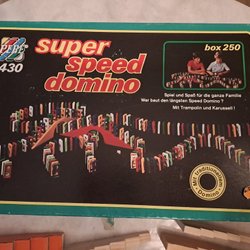 430
super
speed
domino
box 250
Spiel und Spaß für die ganze Familie
Wer baut den längsten Speed Domino?
Mit Trampolin und Karussell!
Domino